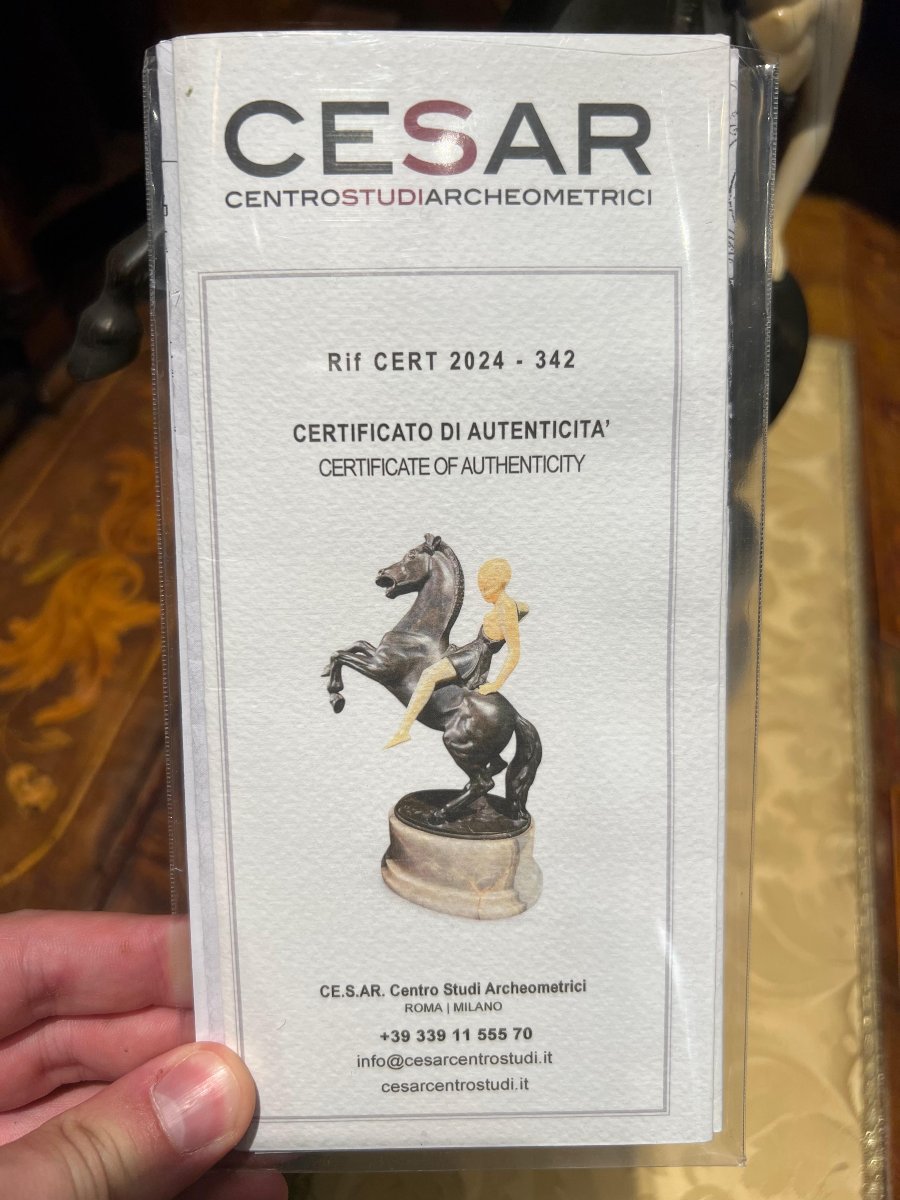 CESAR
CENTROSTUDIARCHEOMETRICI
Rif CERT 2024 - 342
CERTIFICATO DI AUTENTICITA’
CERTIFICATE OF AUTHENTICITY
CE.S.AR. Centro Studi Archeometrici
ROMA | MILANO
+39 339 11 555 70
info@cesarcentrostudi.it
cesarcentrostudi.it